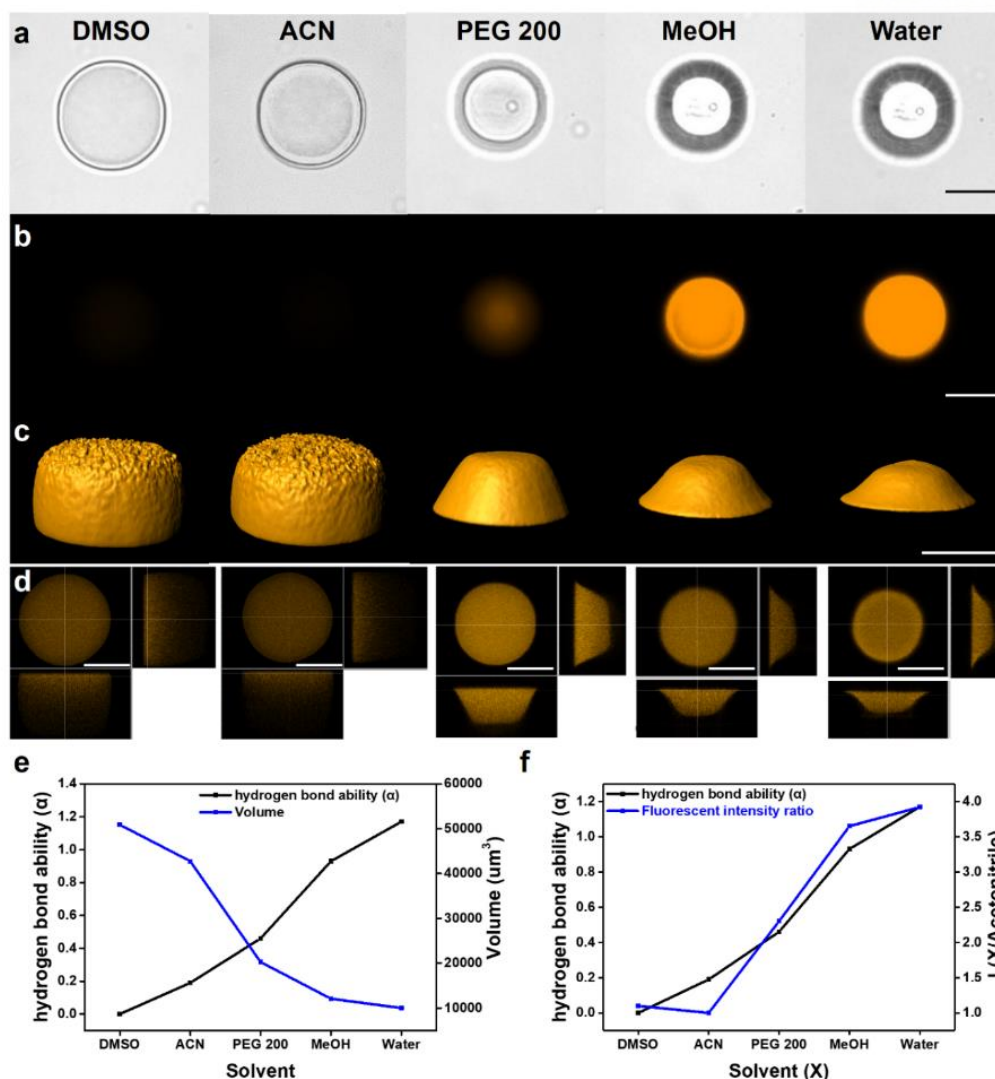 a
DMSO
ACN
PEG 200
MeOH
Water
b
c
d
e
hydrogen bond ability (α)
Volume
hydrogen bond ability (α)
1.4
1.2
1.0
0.8
0.6
0.4
0.2
0.0
60000
50000
40000
30000
20000
10000
Volume (um³)
DMSO ACN PEG 200 MeOH Water
Solvent
f
hydrogen bond ability (α)
Fluorescent intensity ratio
hydrogen bond ability (α)
1.2
1.0
0.8
0.6
0.4
0.2
0.0
4.0
3.5
3.0
2.5
2.0
1.5
1.0
(X/Acetonitrile)
DMSO ACN PEG 200 MeOH Water
Solvent (X)